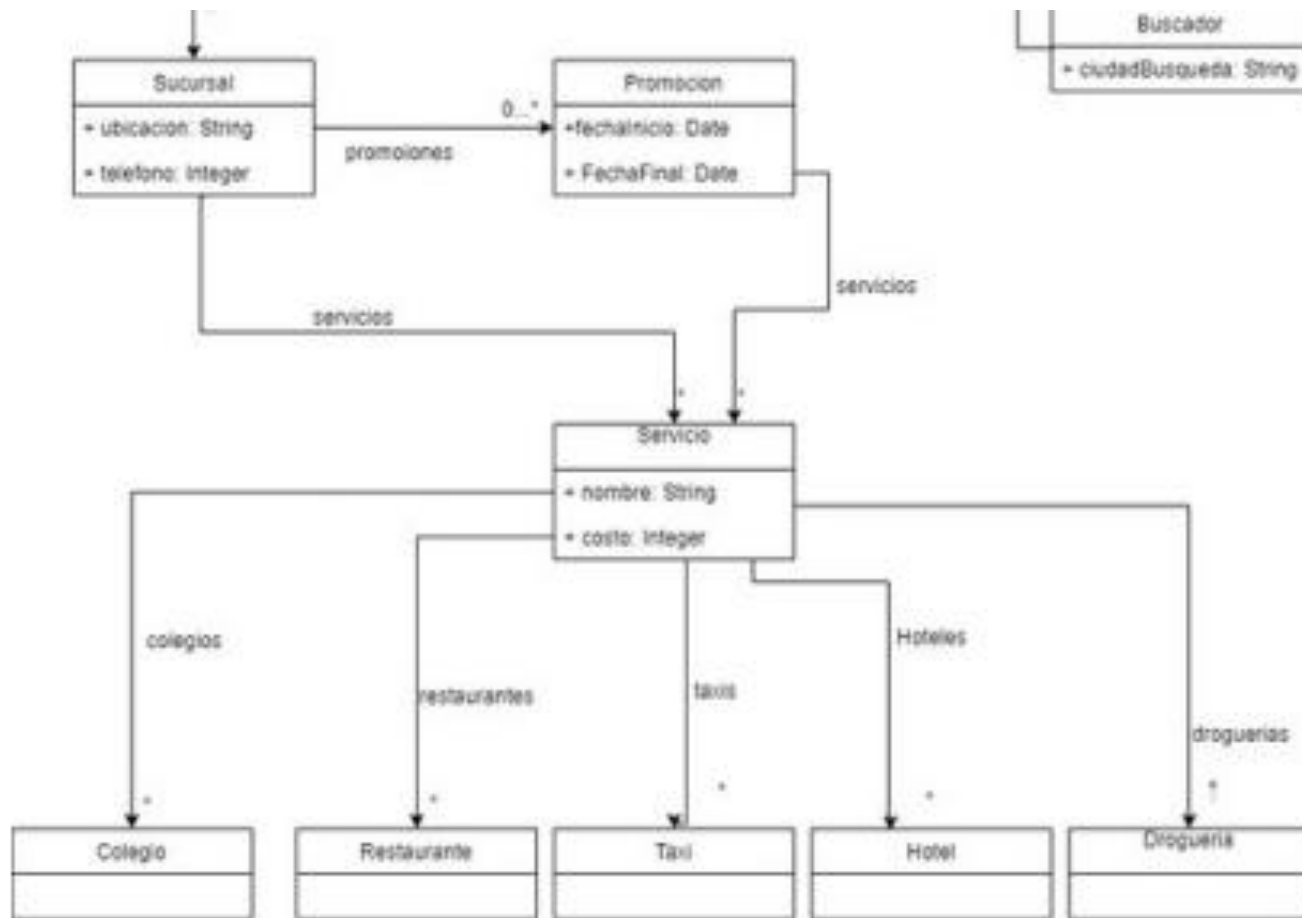 Buscador
+ ciudadBusqueda: String
Sucursal
+ ubicacion: String
+ telefono: Integer
0...*
promoiones
Promocion
+fechaInicio: Date
+ FechaFinal: Date
servicios
servicios
*
*
Servicio
+ nombre: String
+ costo: Integer
colegios
restaurantes
taxis
Hoteles
droguerias
*
*
*
*
*
Colegio
Restaurante
Taxi
Hotel
Drogueria